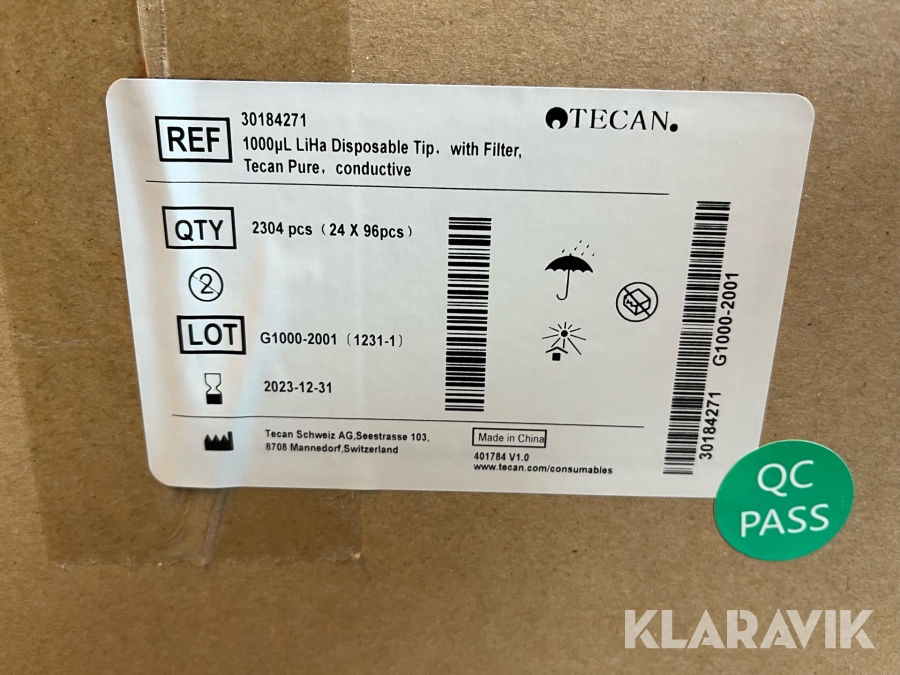 TECAN.
REF
30184271
1000µL LiHa Disposable Tip, with Filter,
Tecan Pure, conductive
QTY
2304 pcs (24 X 96pcs)
2
LOT
G1000-2001 (1231-1)
2023-12-31
Tecan Schweiz AG,Seestrasse 103,
8708 Mannedorf,Switzerland
Made in China
401784 V1.0
www.tecan.com/consumables
30184271 G1000-2001
QC
PASS
KLARAVIK